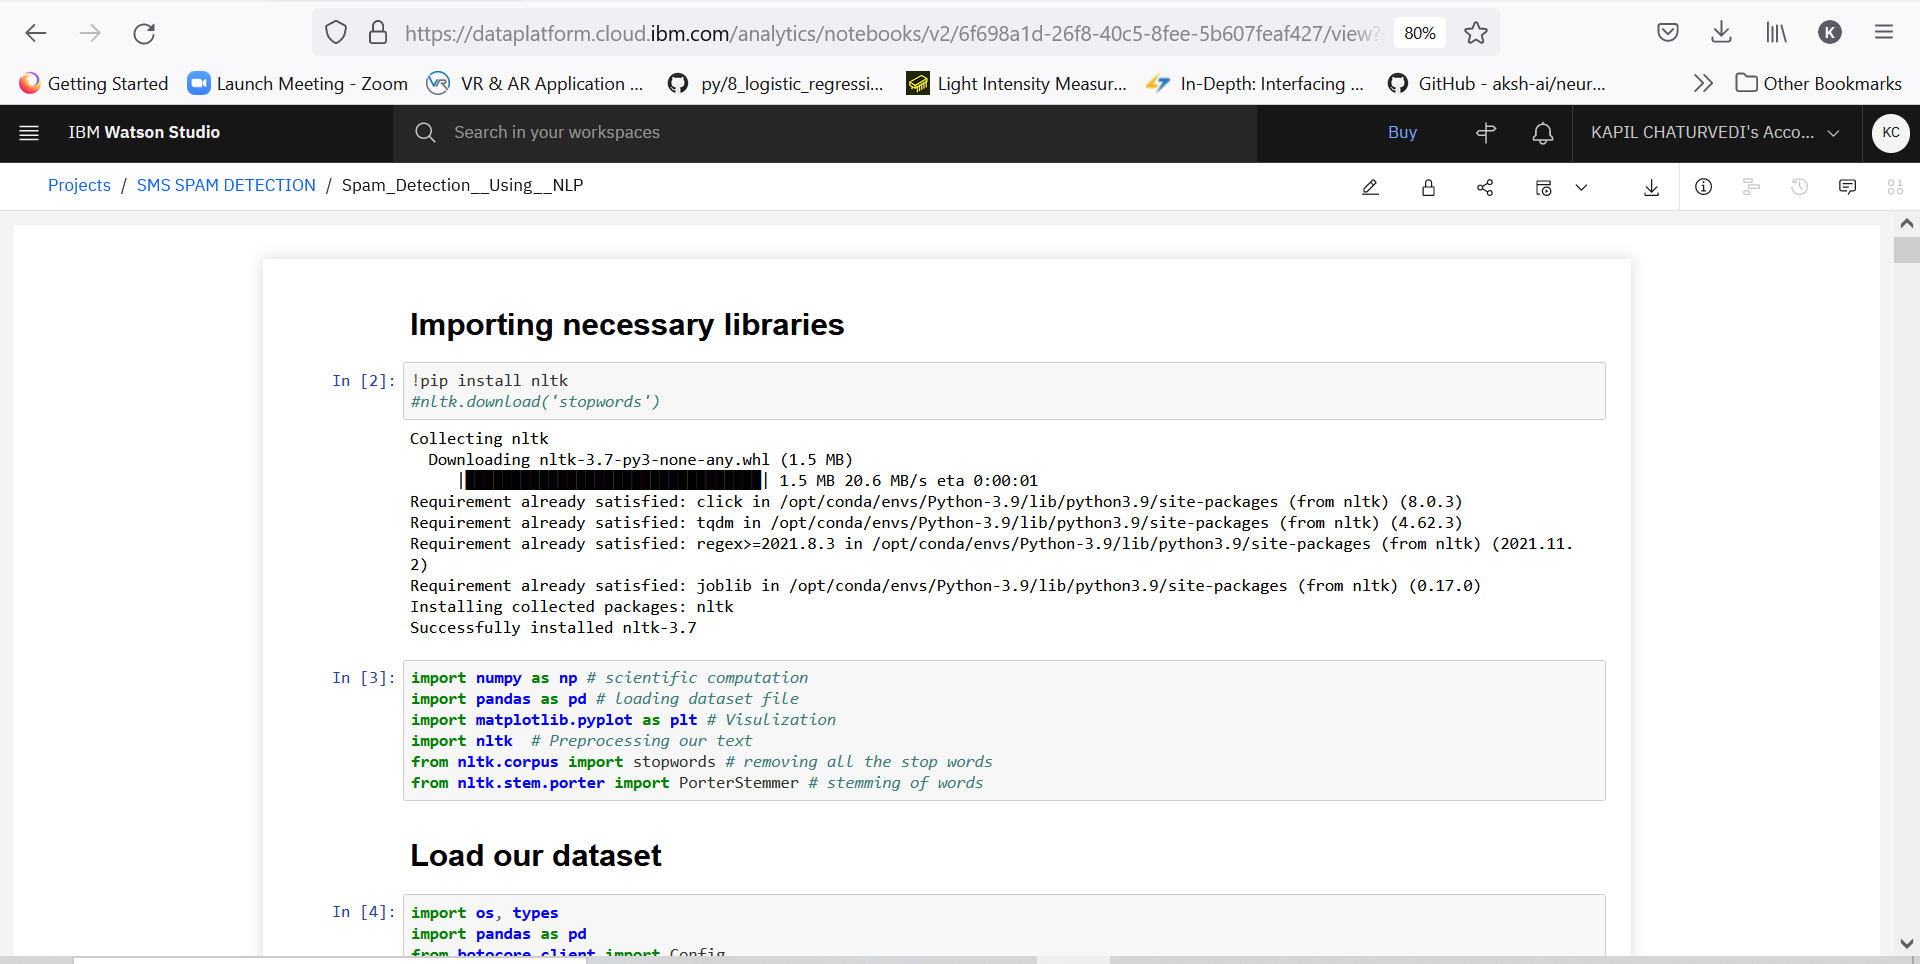 https://dataplatform.cloud.ibm.com/analytics/notebooks/v2/6f698a1d-26f8-40c5-8fee-5b607feaf427/view? 80% K
Getting Started Launch Meeting - Zoom VR VR & AR Application ... py/8_logistic_regressi... Light Intensity Measur... In-Depth: Interfacing ... GitHub - aksh-ai/neur... Other Bookmarks
IBM Watson Studio Search in your workspaces Buy KAPIL CHATURVEDI's Acco... KC
Projects / SMS SPAM DETECTION / Spam_Detection__Using__NLP
Importing necessary libraries
In [2]: !pip install nltk
#nltk.download('stopwords')
Collecting nltk
Downloading nltk-3.7-py3-none-any.whl (1.5 MB)
|████████████████████████████████| 1.5 MB 20.6 MB/s eta 0:00:01
Requirement already satisfied: click in /opt/conda/envs/Python-3.9/lib/python3.9/site-packages (from nltk) (8.0.3)
Requirement already satisfied: tqdm in /opt/conda/envs/Python-3.9/lib/python3.9/site-packages (from nltk) (4.62.3)
Requirement already satisfied: regex>=2021.8.3 in /opt/conda/envs/Python-3.9/lib/python3.9/site-packages (from nltk) (2021.11.
2)
Requirement already satisfied: joblib in /opt/conda/envs/Python-3.9/lib/python3.9/site-packages (from nltk) (0.17.0)
Installing collected packages: nltk
Successfully installed nltk-3.7
In [3]: import numpy as np # scientific computation
import pandas as pd # loading dataset file
import matplotlib.pyplot as plt # Visulization
import nltk # Preprocessing our text
from nltk.corpus import stopwords # removing all the stop words
from nltk.stem.porter import PorterStemmer # stemming of words
Load our dataset
In [4]: import os, types
import pandas as pd
from botocore.client import Config